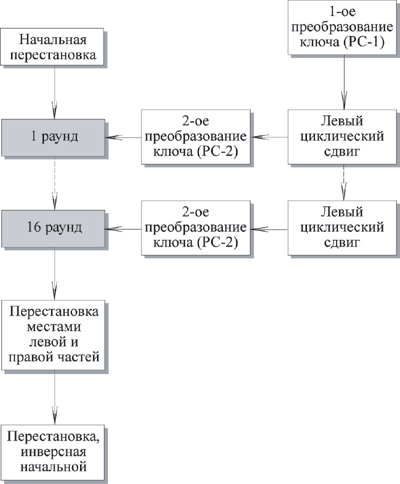 1-ое
преобразование
ключа (PC-1)
Начальная
перестановка
1 раунд
2-ое
преобразование
ключа (PC-2)
Левый
циклический
сдвиг
16 раунд
2-ое
преобразование
ключа (PC-2)
Левый
циклический
сдвиг
Перестановка
местами
левой и
правой частей
Перестановка,
инверсная
начальной